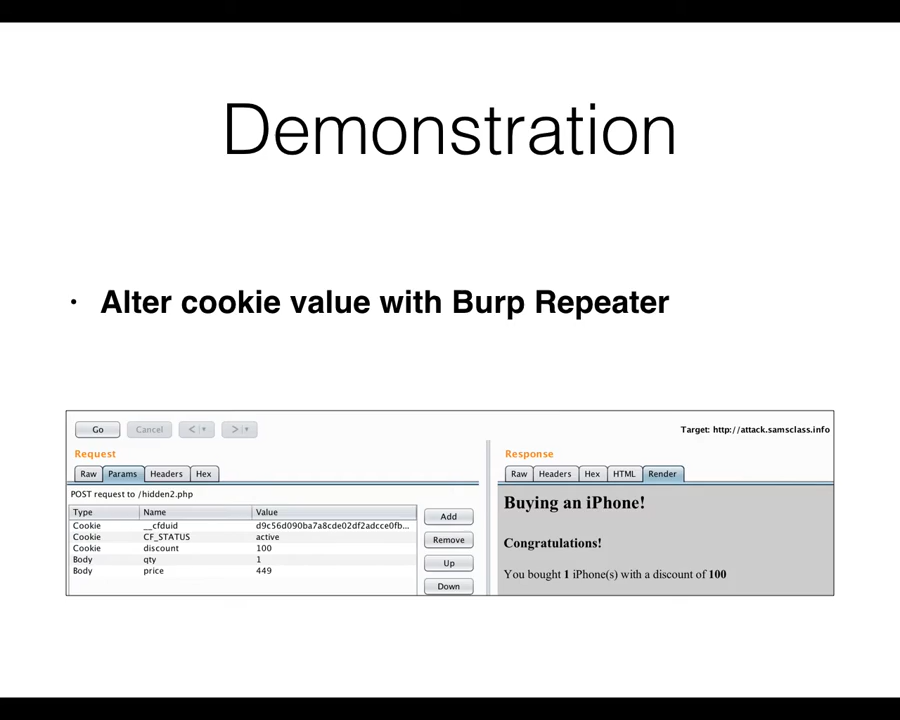 Demonstration
• Alter cookie value with Burp Repeater
Go Cancel < > Target: http://attack.samsclass.info
Request
Raw Params Headers Hex
POST request to /hidden2.php
Type Name Value
Cookie __cfduid d9c56d090ba7a8cde02df2adcce0fb...
Cookie CF_STATUS active
Cookie discount 100
Body qty 1
Body price 449
Add
Remove
Up
Down
Response
Raw Headers Hex HTML Render
Buying an iPhone!
Congratulations!
You bought 1 iPhone(s) with a discount of 100